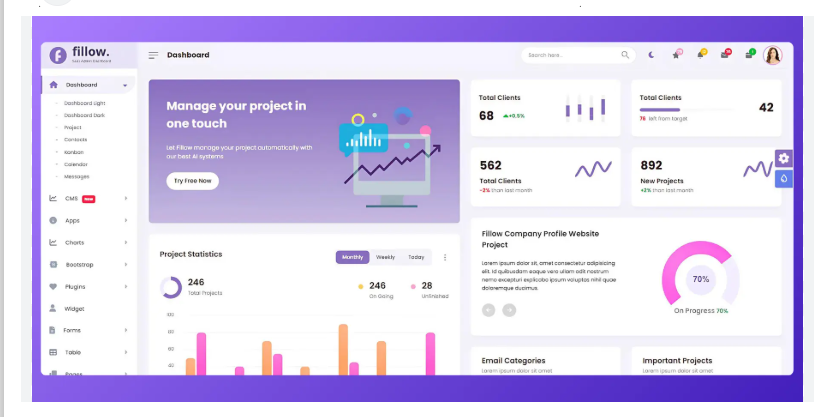 fillow.
Dashboard
Search here..
Dashboard
Dashboard Light
Dashboard Dark
Project
Contacts
Kanban
Calendar
Messages
CMS New
Apps
Charts
Bootstrap
Plugins
Widget
Forms
Table
Pages
Manage your project in
one touch
Let Fillow manage your project automatically with
our best AI systems
Try Free Now
Total Clients
68 +0,5%
Total Clients
42
76 left from target
562
Total Clients
-2% than last month
892
New Projects
+2% than last month
Project Statistics
Monthly Weekly Today
246
Total Projects
246
On Going
28
Unfinished
100
80
60
40
Fillow Company Profile Website
Project
Lorem ipsum dolor sit, amet consectetur adipisicing
elit. Id quibusdam eaque vero ullam odit nostrum
nemo excepturi explicabo ipsum voluptas nihil quae
doloremque ducimus.
70%
On Progress 70%
Email Categories
Lorem ipsum dolor sit amet
Important Projects
Lorem ipsum dolor sit amet